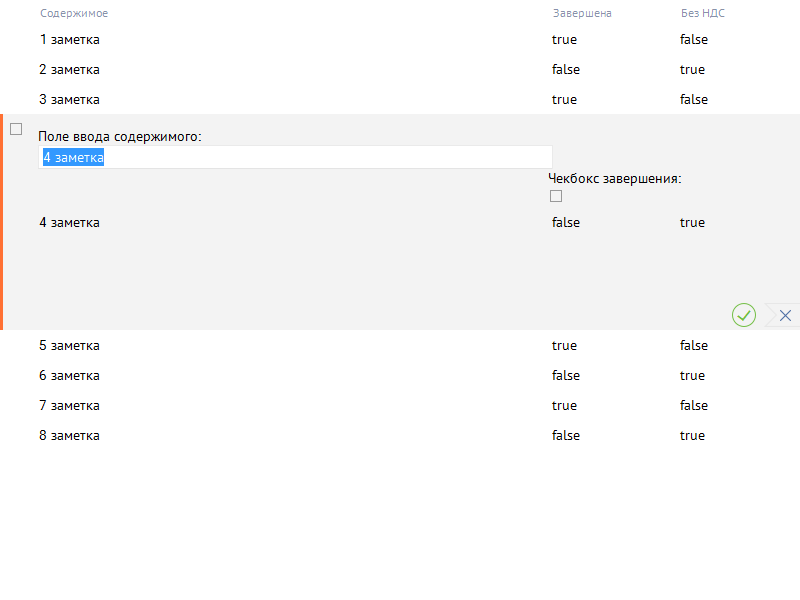 Содержимое Завершена Без НДС
1 заметка true false
2 заметка false true
3 заметка true false
Поле ввода содержимого:
4 заметка
Чекбокс завершения:
4 заметка false true
5 заметка true false
6 заметка false true
7 заметка true false
8 заметка false true